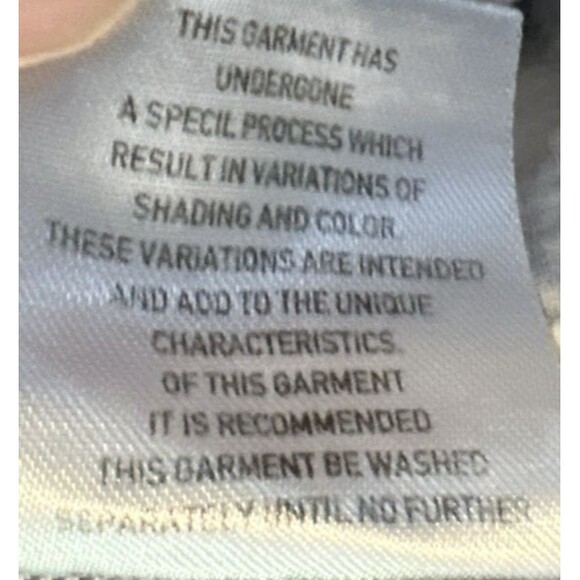 THIS GARMENT HAS
UNDERGONE
A SPECIL PROCESS WHICH
RESULT IN VARIATIONS OF
SHADING AND COLOR.
THESE VARIATIONS ARE INTENDED
AND ADD TO THE UNIQUE
CHARACTERISTICS.
OF THIS GARMENT
IT IS RECOMMENDED
THIS GARMENT BE WASHED
SEPARATELY UNTIL NO FURTHER